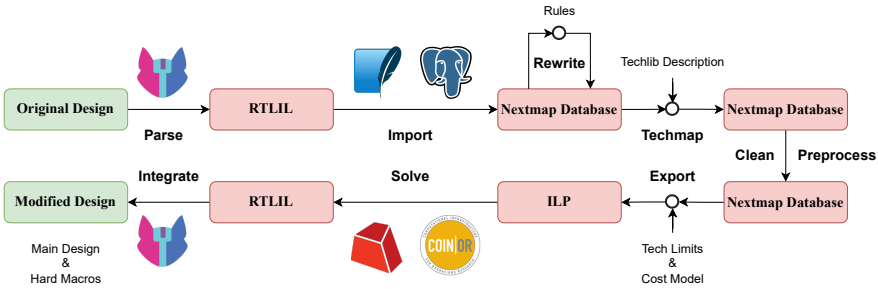 Rules
Rewrite
Techlib Description
Original Design
RTLIL
Nextmap Database
Nextmap Database
Parse
Import
Techmap
Clean
Preprocess
Integrate
Solve
Export
Modified Design
RTLIL
ILP
Nextmap Database
COIN|OR
Main Design
&
Hard Macros
Tech Limits
&
Cost Model